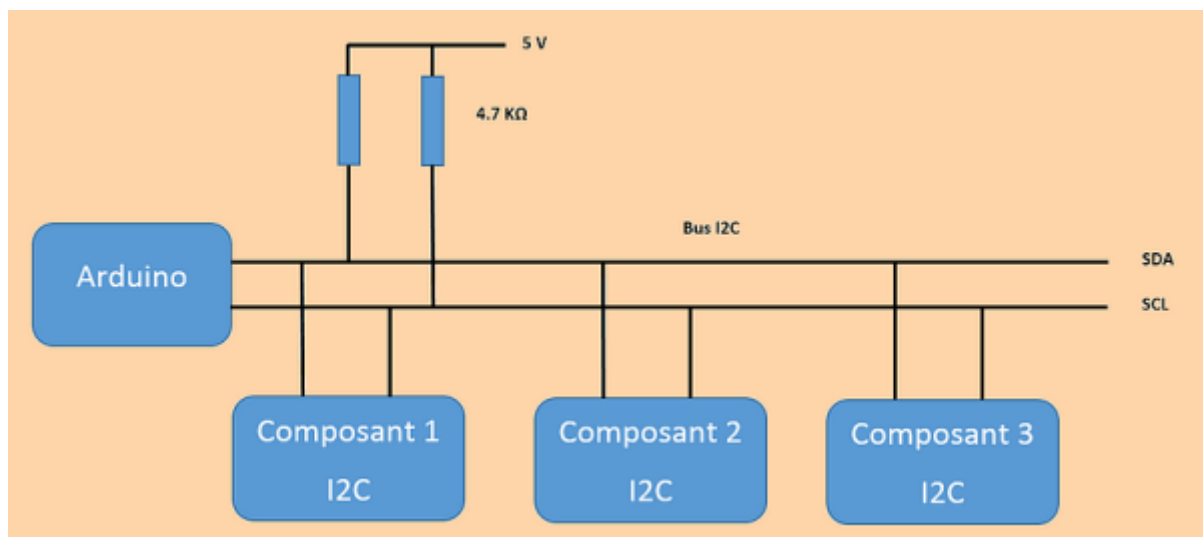 5 V
4.7 KΩ
Bus I2C
Arduino
SDA
SCL
Composant 1
I2C
Composant 2
I2C
Composant 3
I2C